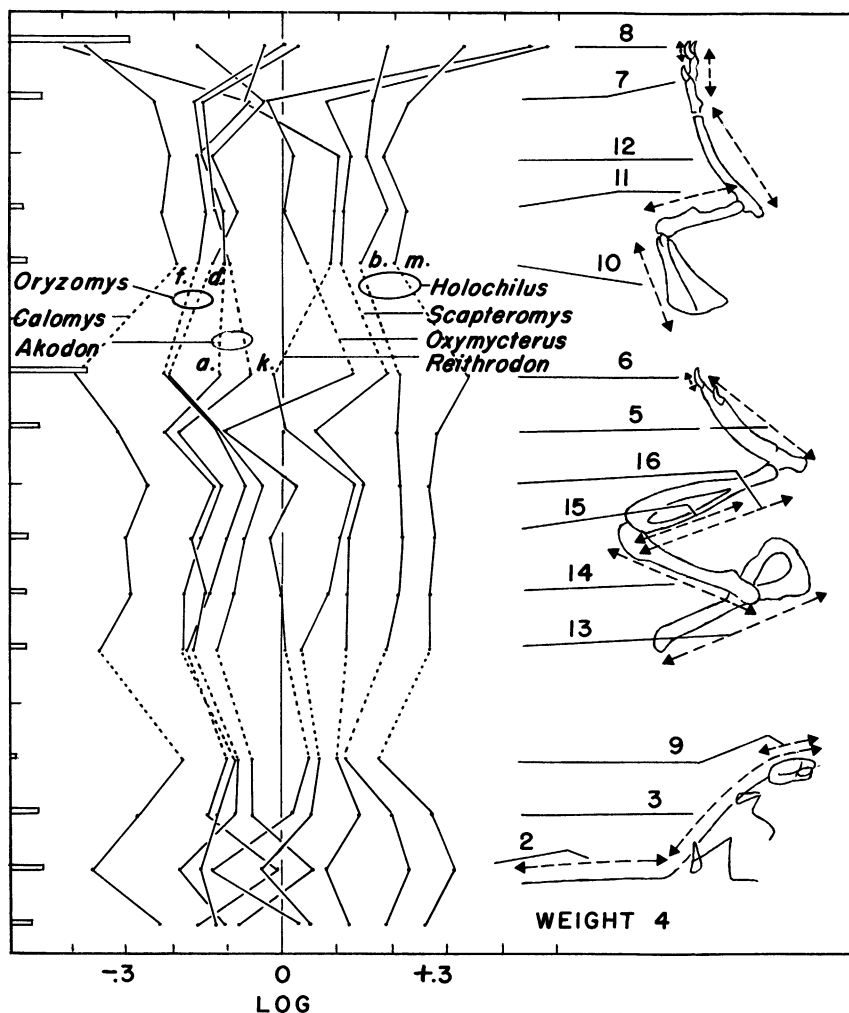 8
7
12
11
10
f. d. b. m.
Oryzomys Holochilus
Calomys Scapteromys
Akodon Oxymycterus
a. k. Reithrodon
6
5
16
15
14
13
9
3
2
WEIGHT 4
-.3 0 +.3
LOG